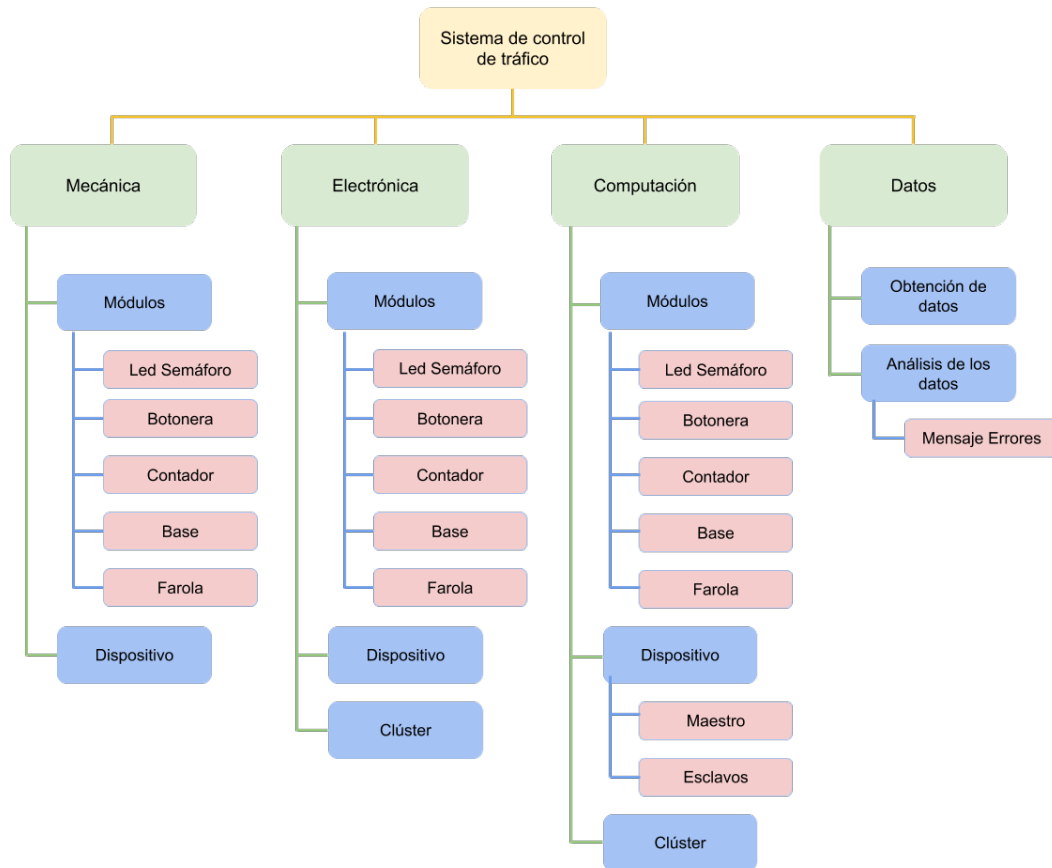 Sistema de control
de tráfico
Mecánica
Electrónica
Computación
Datos
Módulos
Led Semáforo
Botonera
Contador
Base
Farola
Dispositivo
Módulos
Led Semáforo
Botonera
Contador
Base
Farola
Dispositivo
Clúster
Módulos
Led Semáforo
Botonera
Contador
Base
Farola
Dispositivo
Maestro
Esclavos
Clúster
Obtención de
datos
Análisis de los
datos
Mensaje Errores